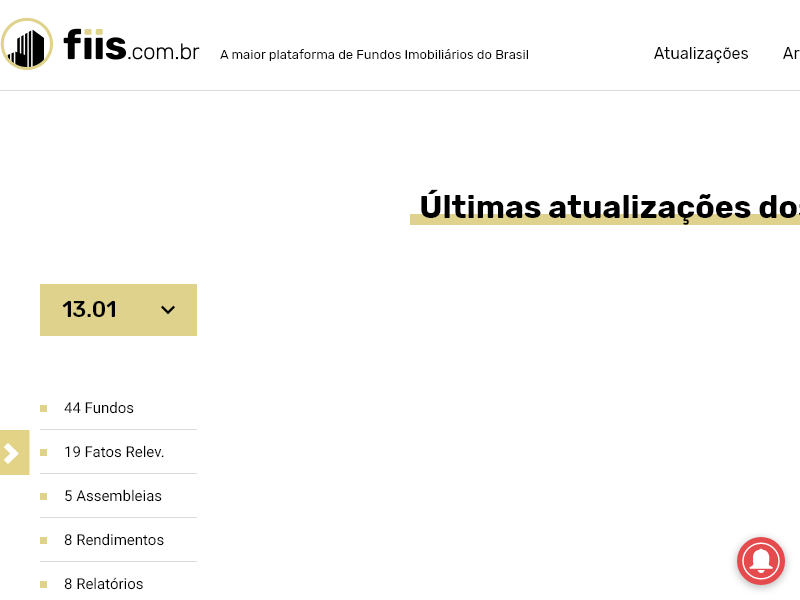 fiis.com.br
A maior plataforma de Fundos Imobiliários do Brasil
Atualizações
Ar
Últimas atualizações dos
13.01
44 Fundos
19 Fatos Relev.
5 Assembleias
8 Rendimentos
8 Relatórios